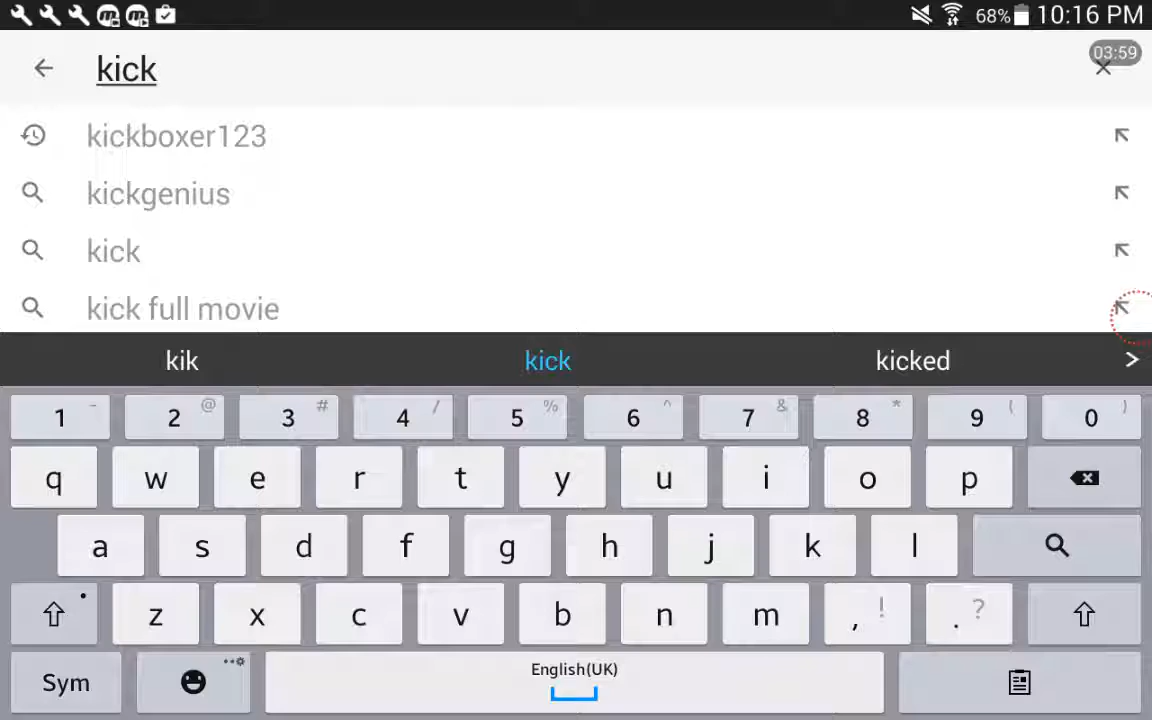 68% 10:16 PM
kick
03:59
kickboxer123
kickgenius
kick
kick full movie
kik kick kicked
1 - 2 @ 3 # 4 / 5 % 6 ^ 7 & 8 * 9 ( 0 )
q w e r t y u i o p
a s d f g h j k l
z x c v b n m , ! . ?
Sym English(UK)